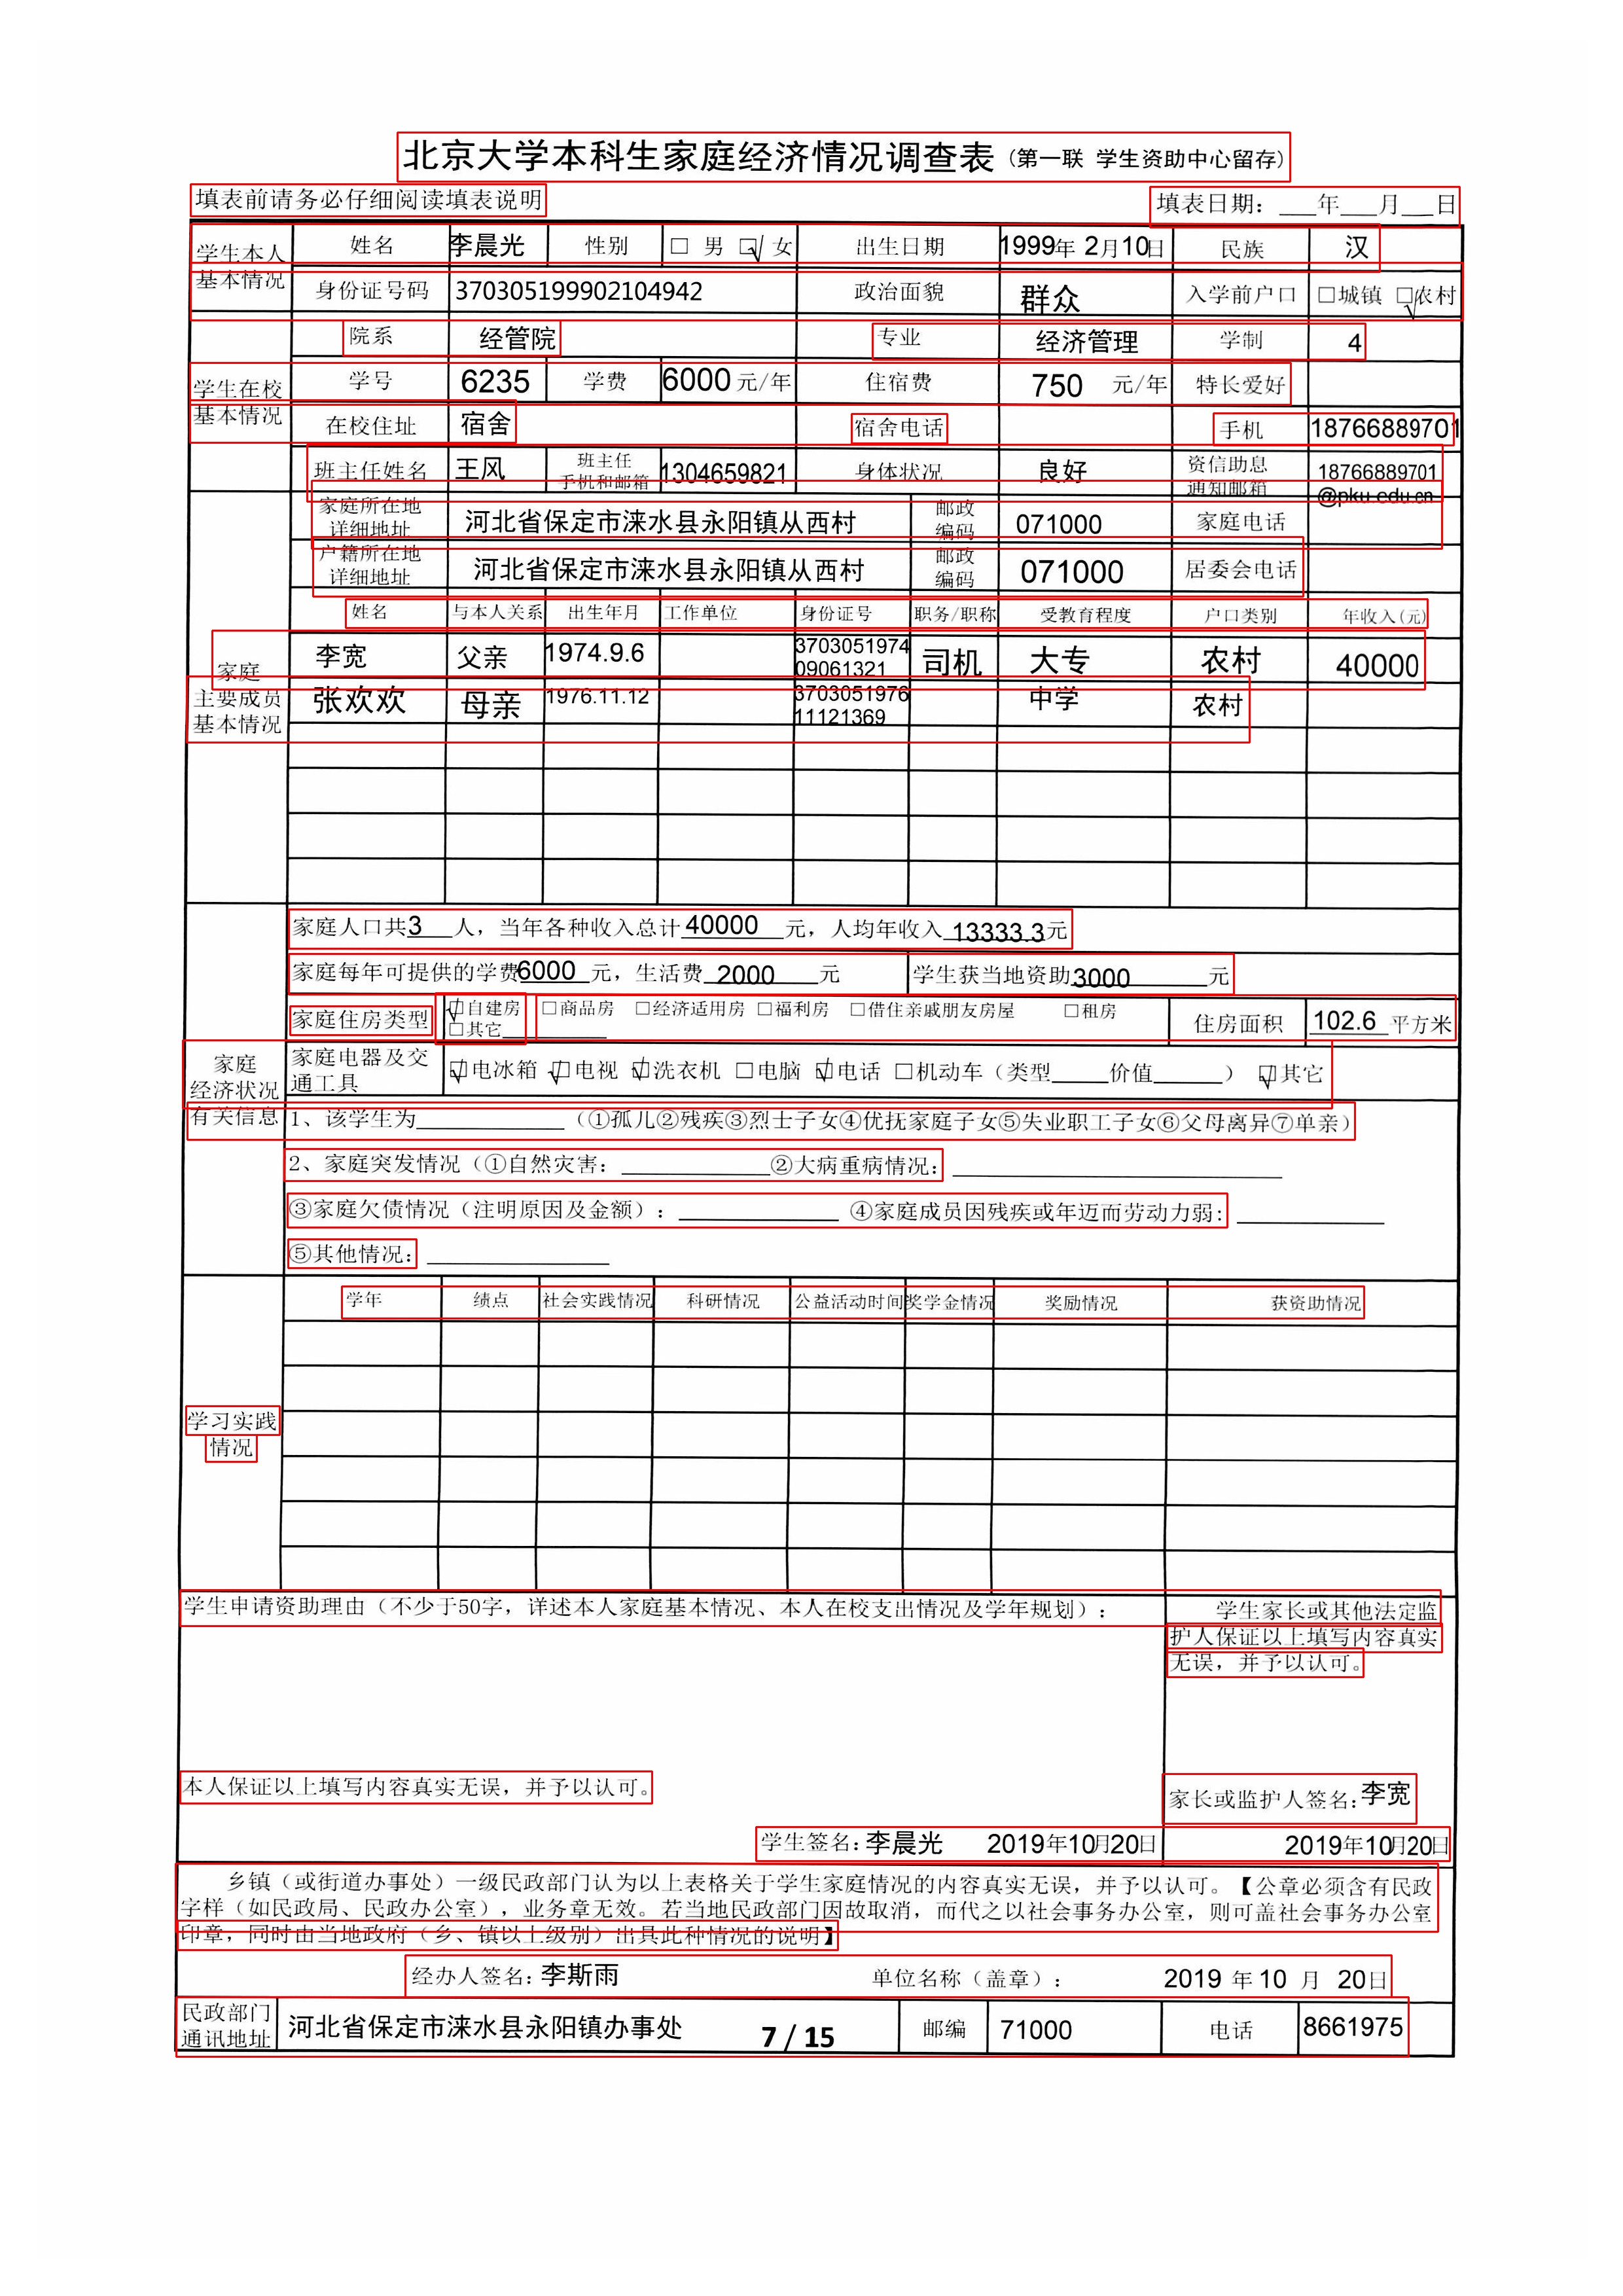 北京大学本科生家庭经济情况调查表 (第一联 学生资助中心留存)
填表前请务必仔细阅读填表说明 填表日期：___年___月___日
学生本人 姓名 李晨光 性别 □ 男 □√ 女 出生日期 1999年 2月10日 民族 汉
基本情况 身份证号码 370305199902104942 政治面貌 群众 入学前户口 □城镇 □√农村
院系 经管院 专业 经济管理 学制 4
学生在校 学号 6235 学费 6000 元/年 住宿费 750 元/年 特长爱好
基本情况 在校住址 宿舍 宿舍电话 手机 18766889701
班主任姓名 王风 班主任 1304659821 身体状况 良好 资信助息 18766889701
手机和邮箱 通知邮箱 @pku.edu.cn
家庭所在地 河北省保定市涞水县永阳镇从西村 邮政 071000 家庭电话
详细地址 编码
户籍所在地 河北省保定市涞水县永阳镇从西村 邮政 071000 居委会电话
详细地址 编码
姓名 与本人关系 出生年月 工作单位 身份证号 职务/职称 受教育程度 户口类别 年收入(元)
家庭 李宽 父亲 1974.9.6 3703051974 司机 大专 农村 40000
09061321
主要成员 张欢欢 母亲 1976.11.12 3703051976 中学 农村
基本情况 11121369
家庭人口共3___人，当年各种收入总计40000___元，人均年收入13333.3元
家庭每年可提供的学费6000___元，生活费 2000___元 学生获当地资助3000___元
家庭住房类型 ☑自建房 □商品房 □经济适用房 □福利房 □借住亲戚朋友房屋 □租房 住房面积 102.6 平方米
□其它______
家庭 家庭电器及交 ☑电冰箱 ☑电视 ☑洗衣机 □电脑 ☑电话 □机动车（类型____价值_____） ☑其它
经济状况 通工具
有关信息 1、该学生为__________（①孤儿②残疾③烈士子女④优抚家庭子女⑤失业职工子女⑥父母离异⑦单亲）
2、家庭突发情况（①自然灾害：__________②大病重病情况：__________
③家庭欠债情况（注明原因及金额）：__________ ④家庭成员因残疾或年迈而劳动力弱：__________
⑤其他情况：__________
学年 绩点 社会实践情况 科研情况 公益活动时间 奖学金情况 奖励情况 获资助情况
学习实践
情况
学生申请资助理由（不少于50字，详述本人家庭基本情况、本人在校支出情况及学年规划）： 学生家长或其他法定监
护人保证以上填写内容真实
无误，并予以认可。
本人保证以上填写内容真实无误，并予以认可。 家长或监护人签名：李宽
学生签名：李晨光 2019年10月20日 2019年10月20日
乡镇（或街道办事处）一级民政部门认为以上表格关于学生家庭情况的内容真实无误，并予以认可。【公章必须含有民政
字样（如民政局、民政办公室），业务章无效。若当地民政部门因故取消，而代之以社会事务办公室，则可盖社会事务办公室
印章，同时由当地政府（乡、镇以上级别）出具此种情况的说明】
经办人签名：李斯雨 单位名称（盖章）： 2019 年 10 月 20日
民政部门 河北省保定市涞水县永阳镇办事处 7 / 15 邮编 71000 电话 8661975
通讯地址